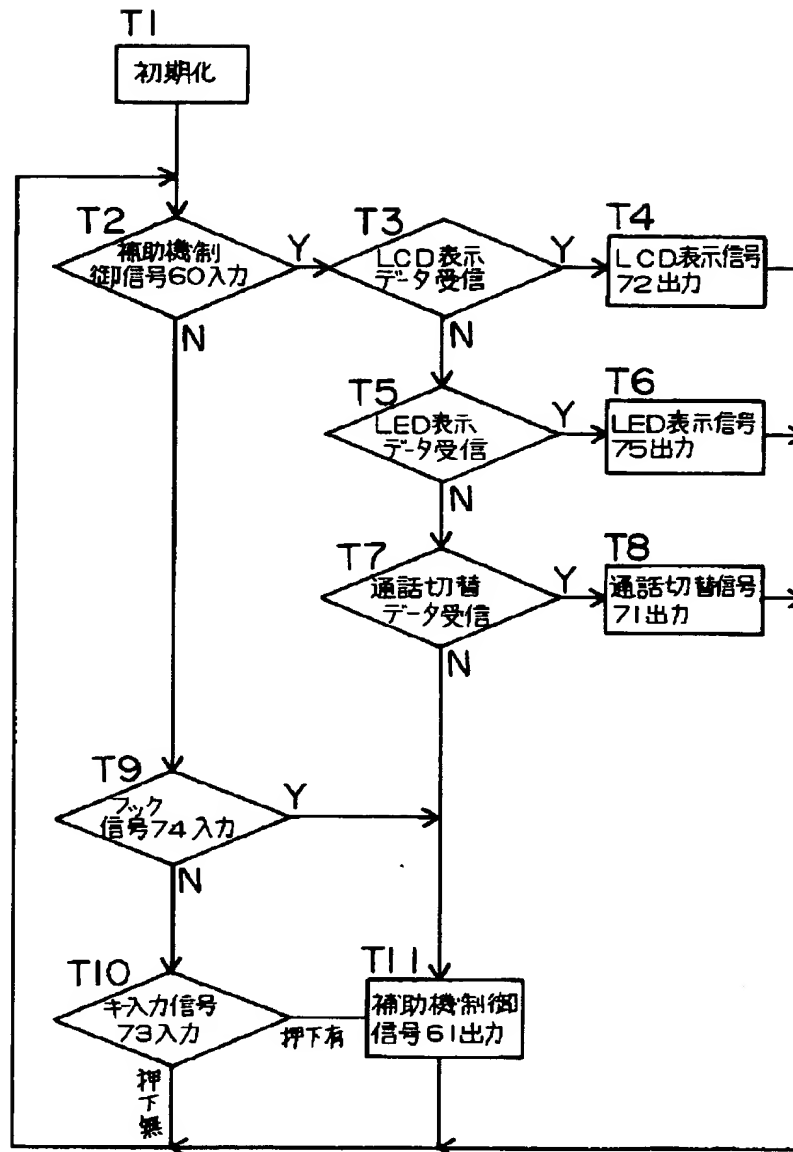 T1
初期化
T2
補助機制
御信号60入力
Y
N
T3
LCD表示
データ受信
Y
N
T4
LCD表示信号
72出力
T5
LED表示
データ受信
Y
N
T6
LED表示信号
75出力
T7
通話切替
データ受信
Y
N
T8
通話切替信号
71出力
T9
フック
信号74入力
Y
N
T10
キ入力信号
73入力
押下有
押下無
T11
補助機制御
信号61出力